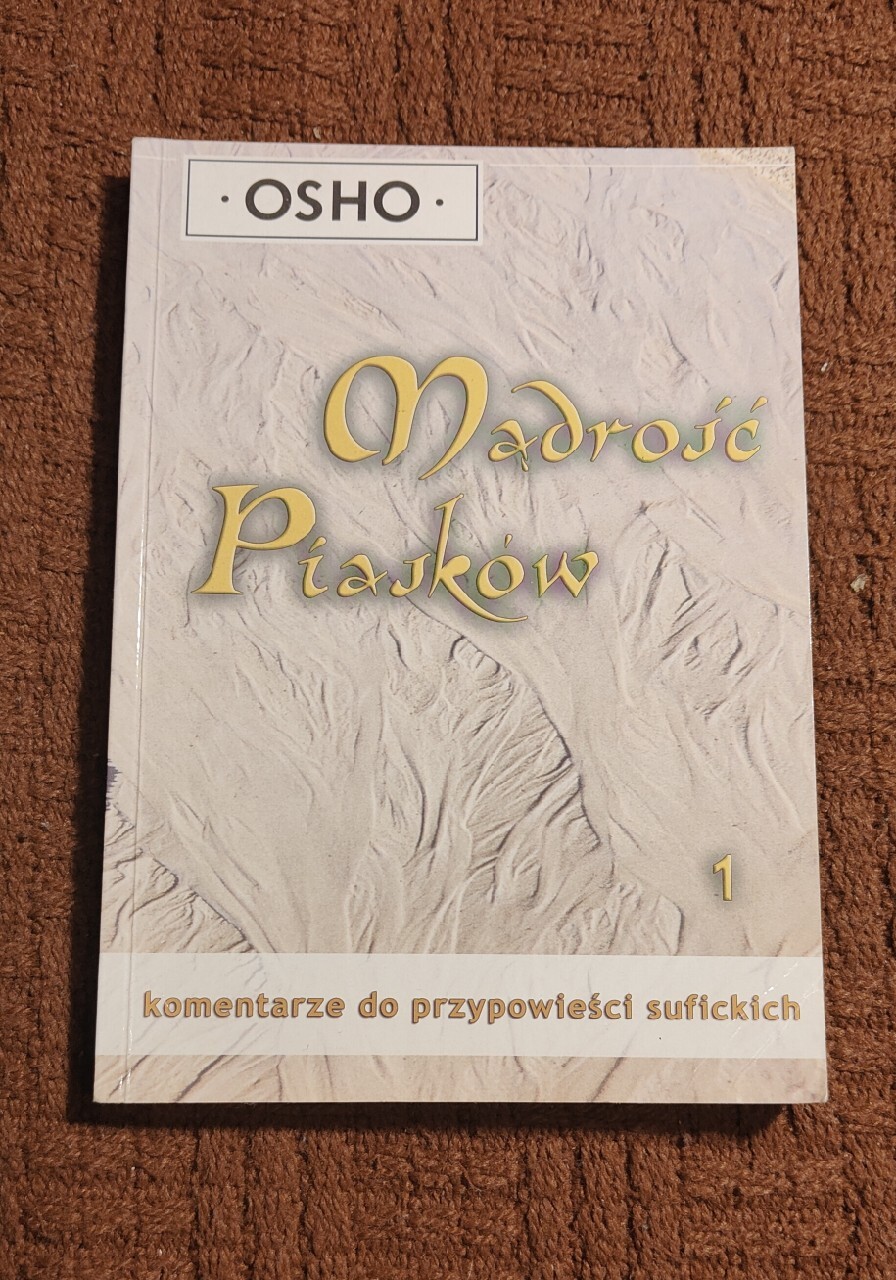 · OSHO ·
Mądrość
Piasków
1
komentarze do przypowieści sufickich